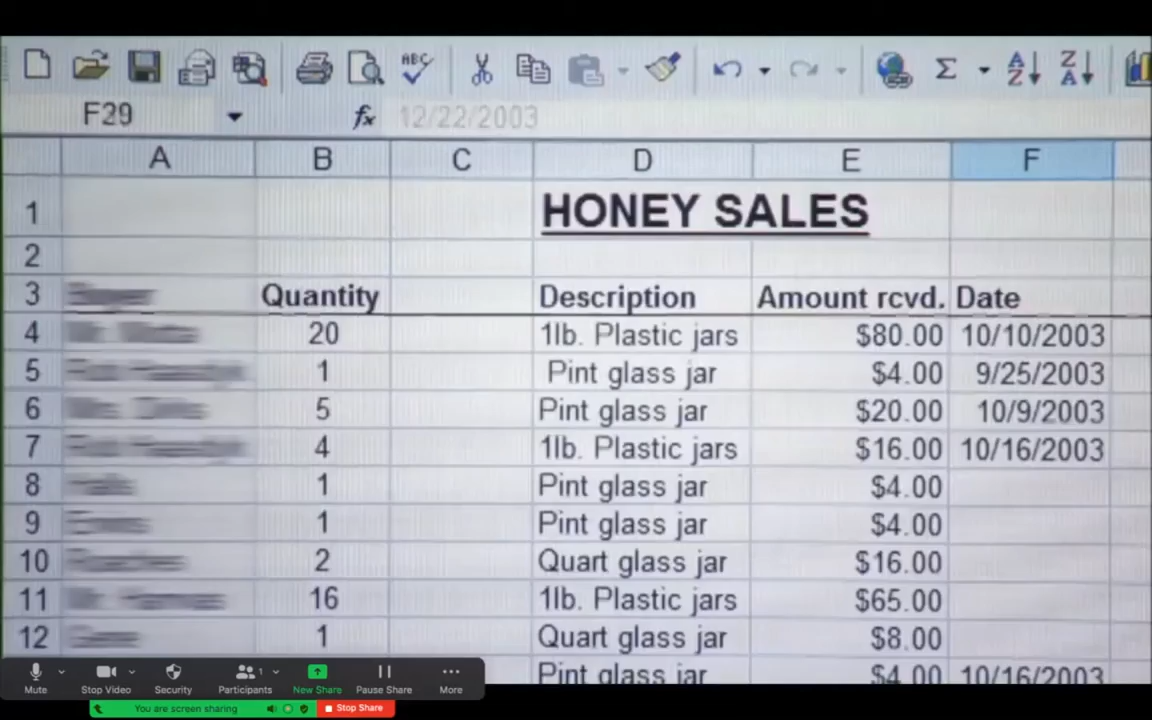 ABC
A Z
Z A
Σ
F29 fx 12/22/2003
A B C D E F
1 HONEY SALES
2
3 Quantity Description Amount rcvd. Date
4 20 1lb. Plastic jars $80.00 10/10/2003
5 1 Pint glass jar $4.00 9/25/2003
6 5 Pint glass jar $20.00 10/9/2003
7 4 1lb. Plastic jars $16.00 10/16/2003
8 1 Pint glass jar $4.00
9 1 Pint glass jar $4.00
10 2 Quart glass jar $16.00
11 16 1lb. Plastic jars $65.00
12 1 Quart glass jar $8.00
Pint glass jar $4.00 10/16/2003
1
Mute Stop Video Security Participants New Share Pause Share More
You are screen sharing Stop Share